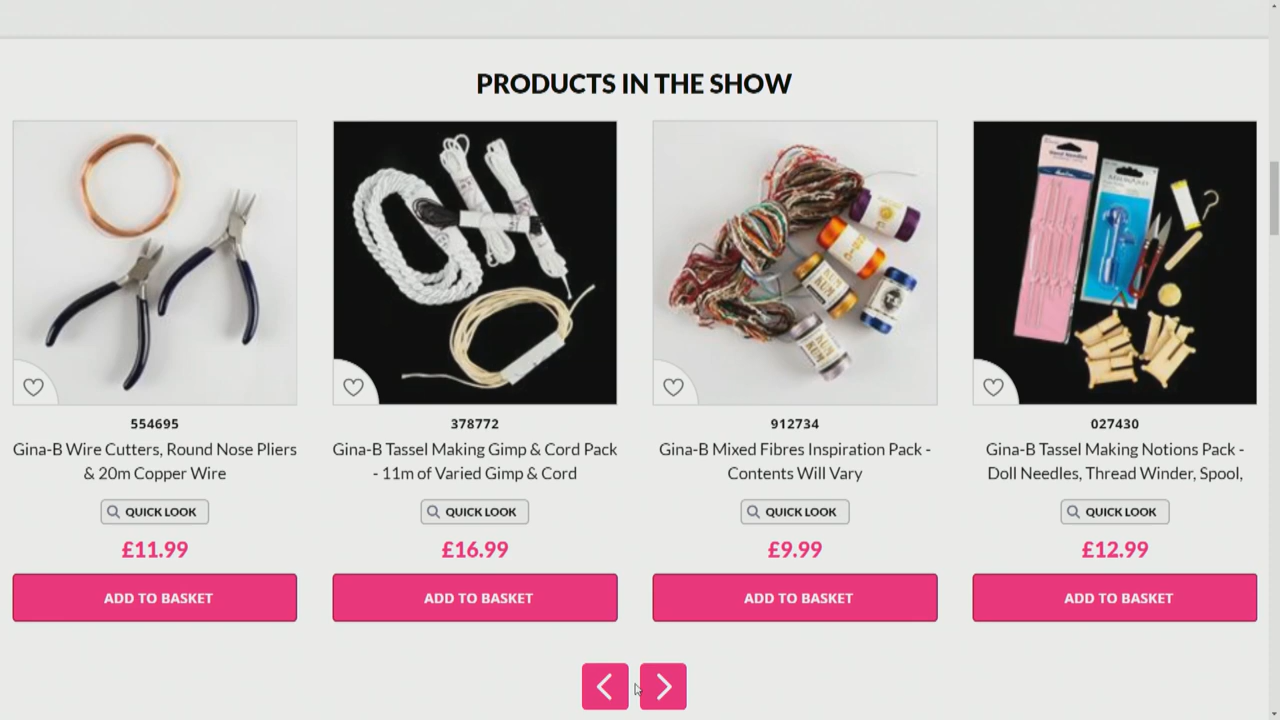 PRODUCTS IN THE SHOW
554695
Gina-B Wire Cutters, Round Nose Pliers
& 20m Copper Wire
QUICK LOOK
£11.99
ADD TO BASKET
378772
Gina-B Tassel Making Gimp & Cord Pack
- 11m of Varied Gimp & Cord
QUICK LOOK
£16.99
ADD TO BASKET
912734
Gina-B Mixed Fibres Inspiration Pack -
Contents Will Vary
QUICK LOOK
£9.99
ADD TO BASKET
027430
Gina-B Tassel Making Notions Pack -
Doll Needles, Thread Winder, Spool,
QUICK LOOK
£12.99
ADD TO BASKET